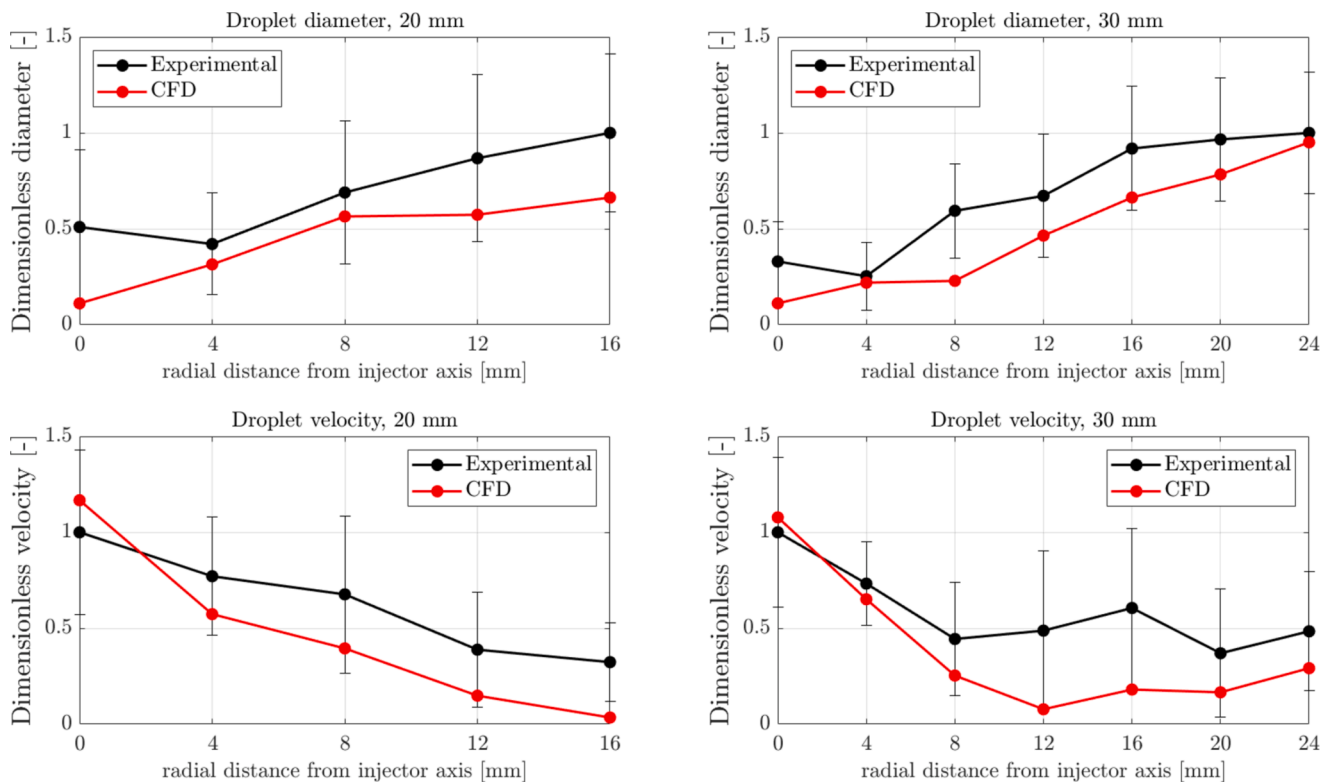 Droplet diameter, 20 mm
Dimensionless diameter [-]
1.5
1
0.5
0
Experimental
CFD
0 4 8 12 16
radial distance from injector axis [mm]
Droplet diameter, 30 mm
Dimensionless diameter [-]
1.5
1
0.5
0
Experimental
CFD
0 4 8 12 16 20 24
radial distance from injector axis [mm]
Droplet velocity, 20 mm
Dimensionless velocity [-]
1.5
1
0.5
0
Experimental
CFD
0 4 8 12 16
radial distance from injector axis [mm]
Droplet velocity, 30 mm
Dimensionless velocity [-]
1.5
1
0.5
0
Experimental
CFD
0 4 8 12 16 20 24
radial distance from injector axis [mm]